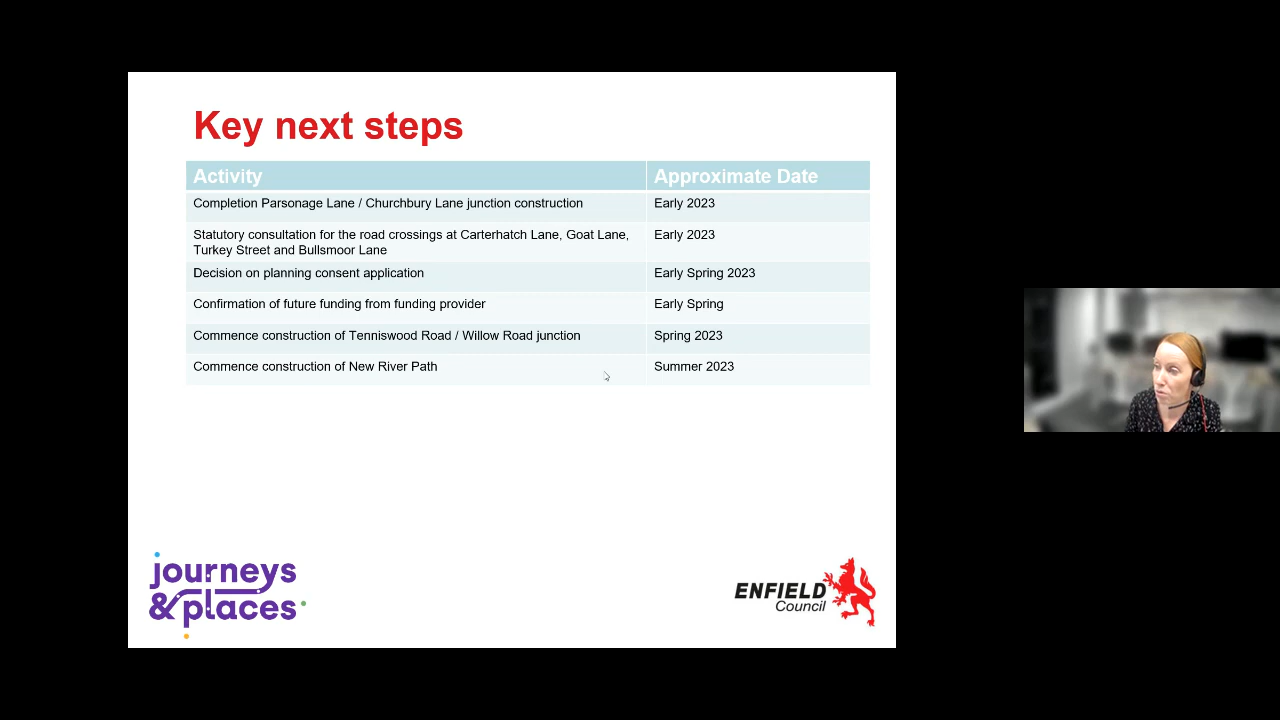 Key next steps
Activity Approximate Date
Completion Parsonage Lane / Churchbury Lane junction construction Early 2023
Statutory consultation for the road crossings at Carterhatch Lane, Goat Lane, Early 2023
Turkey Street and Bullsmoor Lane
Decision on planning consent application Early Spring 2023
Confirmation of future funding from funding provider Early Spring
Commence construction of Tenniswood Road / Willow Road junction Spring 2023
Commence construction of New River Path Summer 2023
journeys
&places
ENFIELD
Council